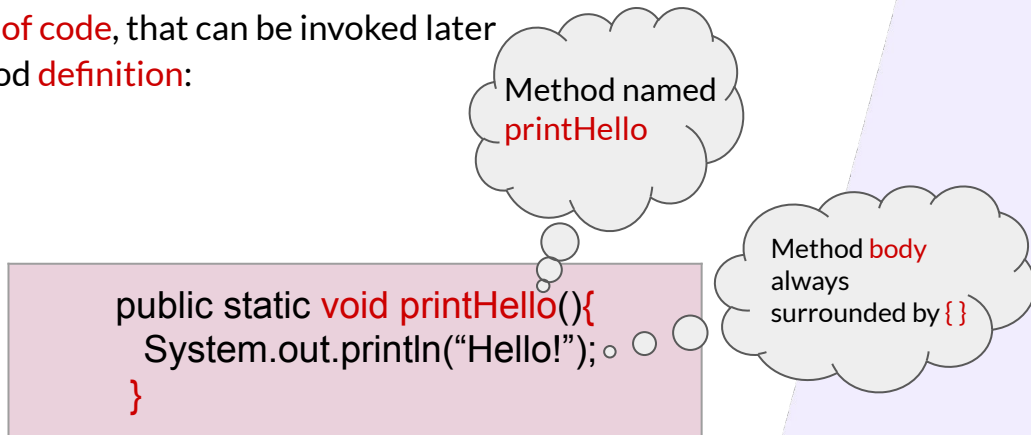 of code, that can be invoked later
od definition:
Method named
printHello
Method body
always
surrounded by { }
public static void printHello(){
System.out.println(“Hello!”);
}